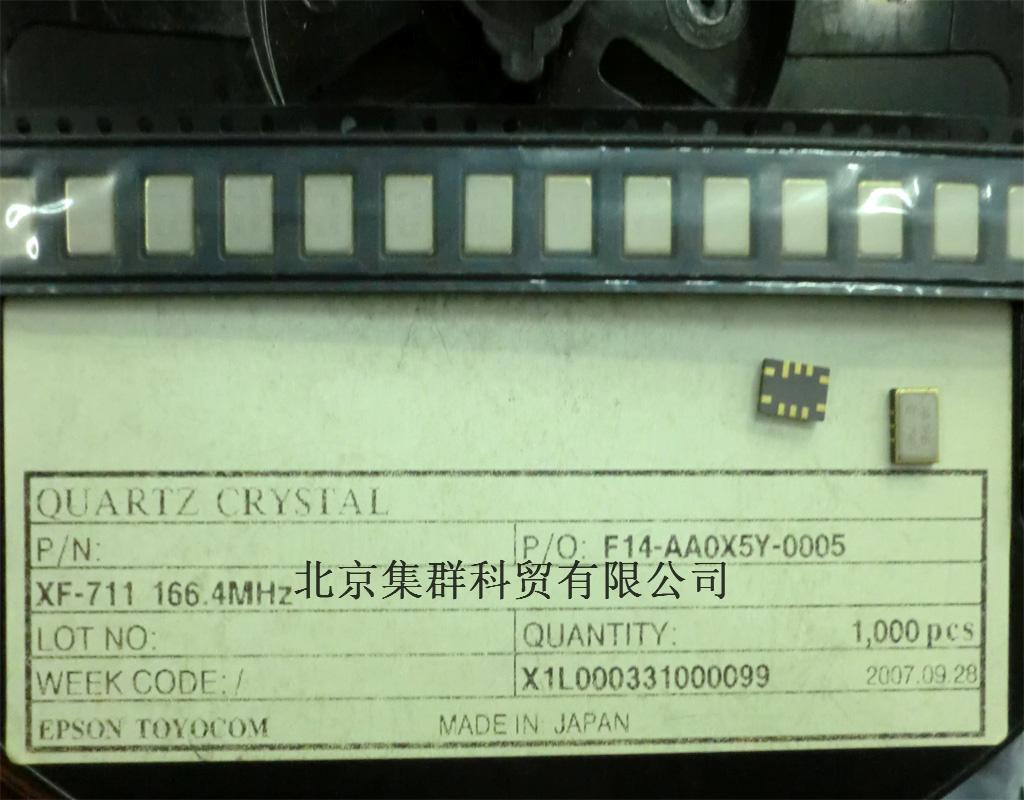 QUARTZ CRYSTAL
P/N:
P/O: F14-AA0X5Y-0005
XF-711 166.4MHz
北京集群科贸有限公司
LOT NO:
QUANTITY: 1,000 pcs
WEEK CODE: /
X1L000331000099 2007.09.28
EPSON TOYOCOM MADE IN JAPAN